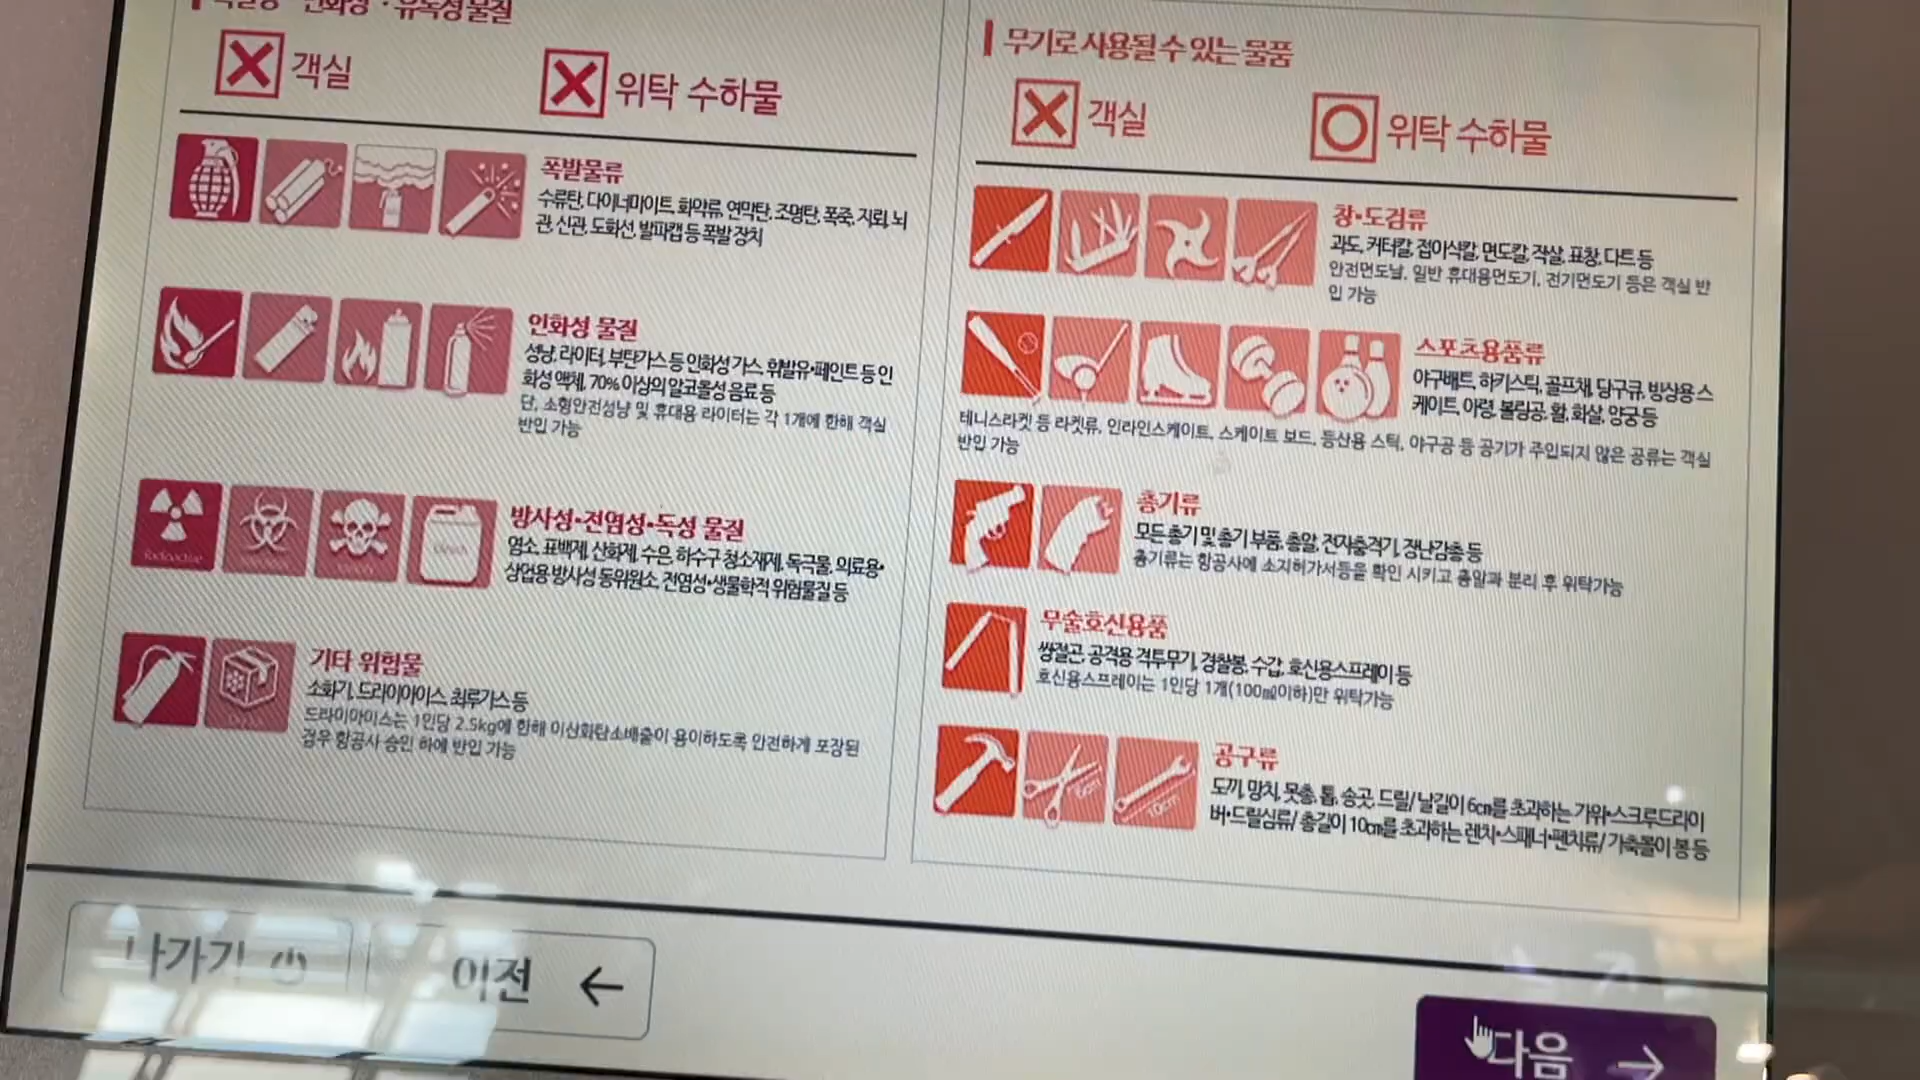 폭발성·인화성·유독성 물질
객실
위탁 수하물
폭발물류
수류탄, 다이너마이트, 화약류, 연막탄, 조명탄, 폭죽, 지뢰, 뇌
관, 신관, 도화선, 발파캡 등 폭발 장치
인화성 물질
성냥, 라이터, 부탄가스 등 인화성 가스, 휘발유·페인트 등 인
화성 액체, 70% 이상의 알코올성 음료 등
단, 소형안전성냥 및 휴대용 라이터는 각 1개에 한해 객실
반입 가능
Radioactive
방사성·전염성·독성 물질
염소, 표백제, 산화제, 수은, 하수구 청소재제, 독극물, 의료용·
상업용 방사성 동위원소, 전염성·생물학적 위험물질 등
기타 위험물
소화기, 드라이아이스, 최루가스 등
드라이아이스는 1인당 2.5kg에 한해 이산화탄소배출이 용이하도록 안전하게 포장된
경우 항공사 승인 하에 반입 가능
무기로 사용될 수 있는 물품
객실
위탁 수하물
창·도검류
과도, 커터칼, 접이식칼, 면도칼, 작살, 표창, 다트 등
안전면도날, 일반 휴대용면도기, 전기면도기 등은 객실 반
입 가능
스포츠용품류
야구배트, 하키스틱, 골프채, 당구큐, 빙상용 스
케이트, 아령, 볼링공, 활, 화살, 양궁 등
테니스라켓 등 라켓류, 인라인스케이트, 스케이트 보드, 등산용 스틱, 야구공 등 공기가 주입되지 않은 공류는 객실
반입 가능
총기류
모든 총기 및 총기 부품, 총알, 전자충격기, 장난감총 등
총기류는 항공사에 소지허가서등을 확인 시키고 총알과 분리 후 위탁가능
무술호신용품
쌍절곤, 공격용 격투무기, 경찰봉, 수갑, 호신용스프레이 등
호신용스프레이는 1인당 1개(100㎖이하)만 위탁가능
6cm
10cm
공구류
도끼, 망치, 못총, 톱, 송곳, 드릴/ 날길이 6㎝를 초과하는 가위·스크루드라이
버·드릴심류/ 총길이 10㎝를 초과하는 렌치·스패너·펜치류/ 가축몰이 봉 등
나가기
이전 ←
다음 →